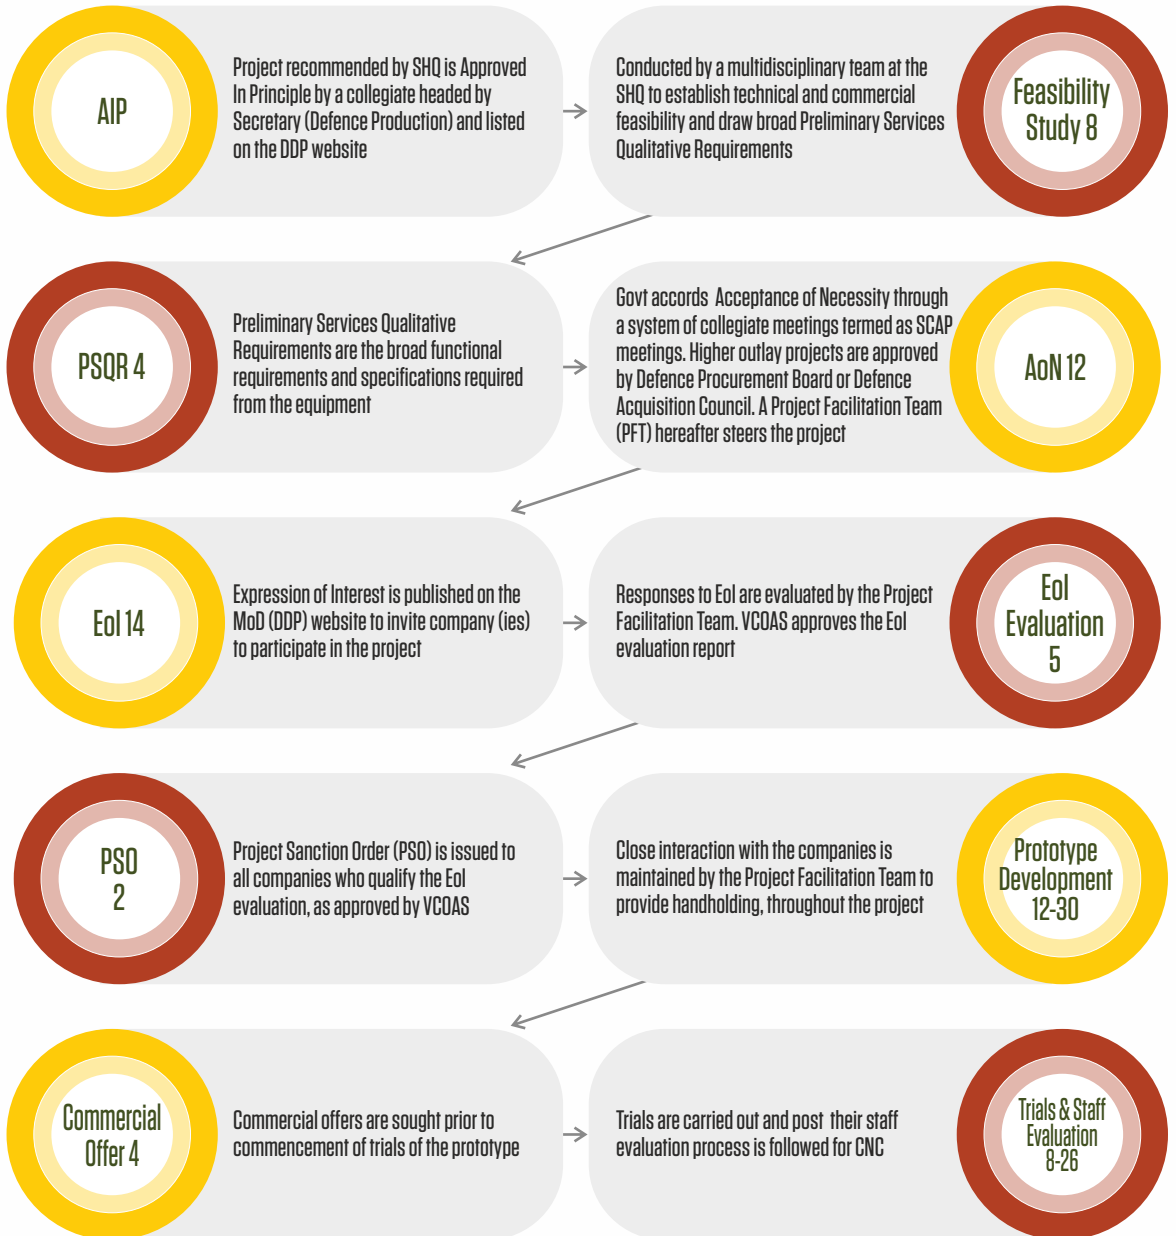 AIP
Project recommended by SHQ is Approved
In Principle by a collegiate headed by
Secretary (Defence Production) and listed
on the DDP website
Conducted by a multidisciplinary team at the
SHQ to establish technical and commercial
feasibility and draw broad Preliminary Services
Qualitative Requirements
Feasibility
Study 8
PSQR 4
Preliminary Services Qualitative
Requirements are the broad functional
requirements and specifications required
from the equipment
Govt accords Acceptance of Necessity through
a system of collegiate meetings termed as SCAP
meetings. Higher outlay projects are approved
by Defence Procurement Board or Defence
Acquisition Council. A Project Facilitation Team
(PFT) hereafter steers the project
AoN 12
EoI 14
Expression of Interest is published on the
MoD (DDP) website to invite company (ies)
to participate in the project
Responses to EoI are evaluated by the Project
Facilitation Team. VCOAS approves the EoI
evaluation report
EoI
Evaluation
5
PSO
2
Project Sanction Order (PSO) is issued to
all companies who qualify the EoI
evaluation, as approved by VCOAS
Close interaction with the companies is
maintained by the Project Facilitation Team to
provide handholding, throughout the project
Prototype
Development
12-30
Commercial
Offer 4
Commercial offers are sought prior to
commencement of trials of the prototype
Trials are carried out and post their staff
evaluation process is followed for CNC
Trials & Staff
Evaluation
8-26